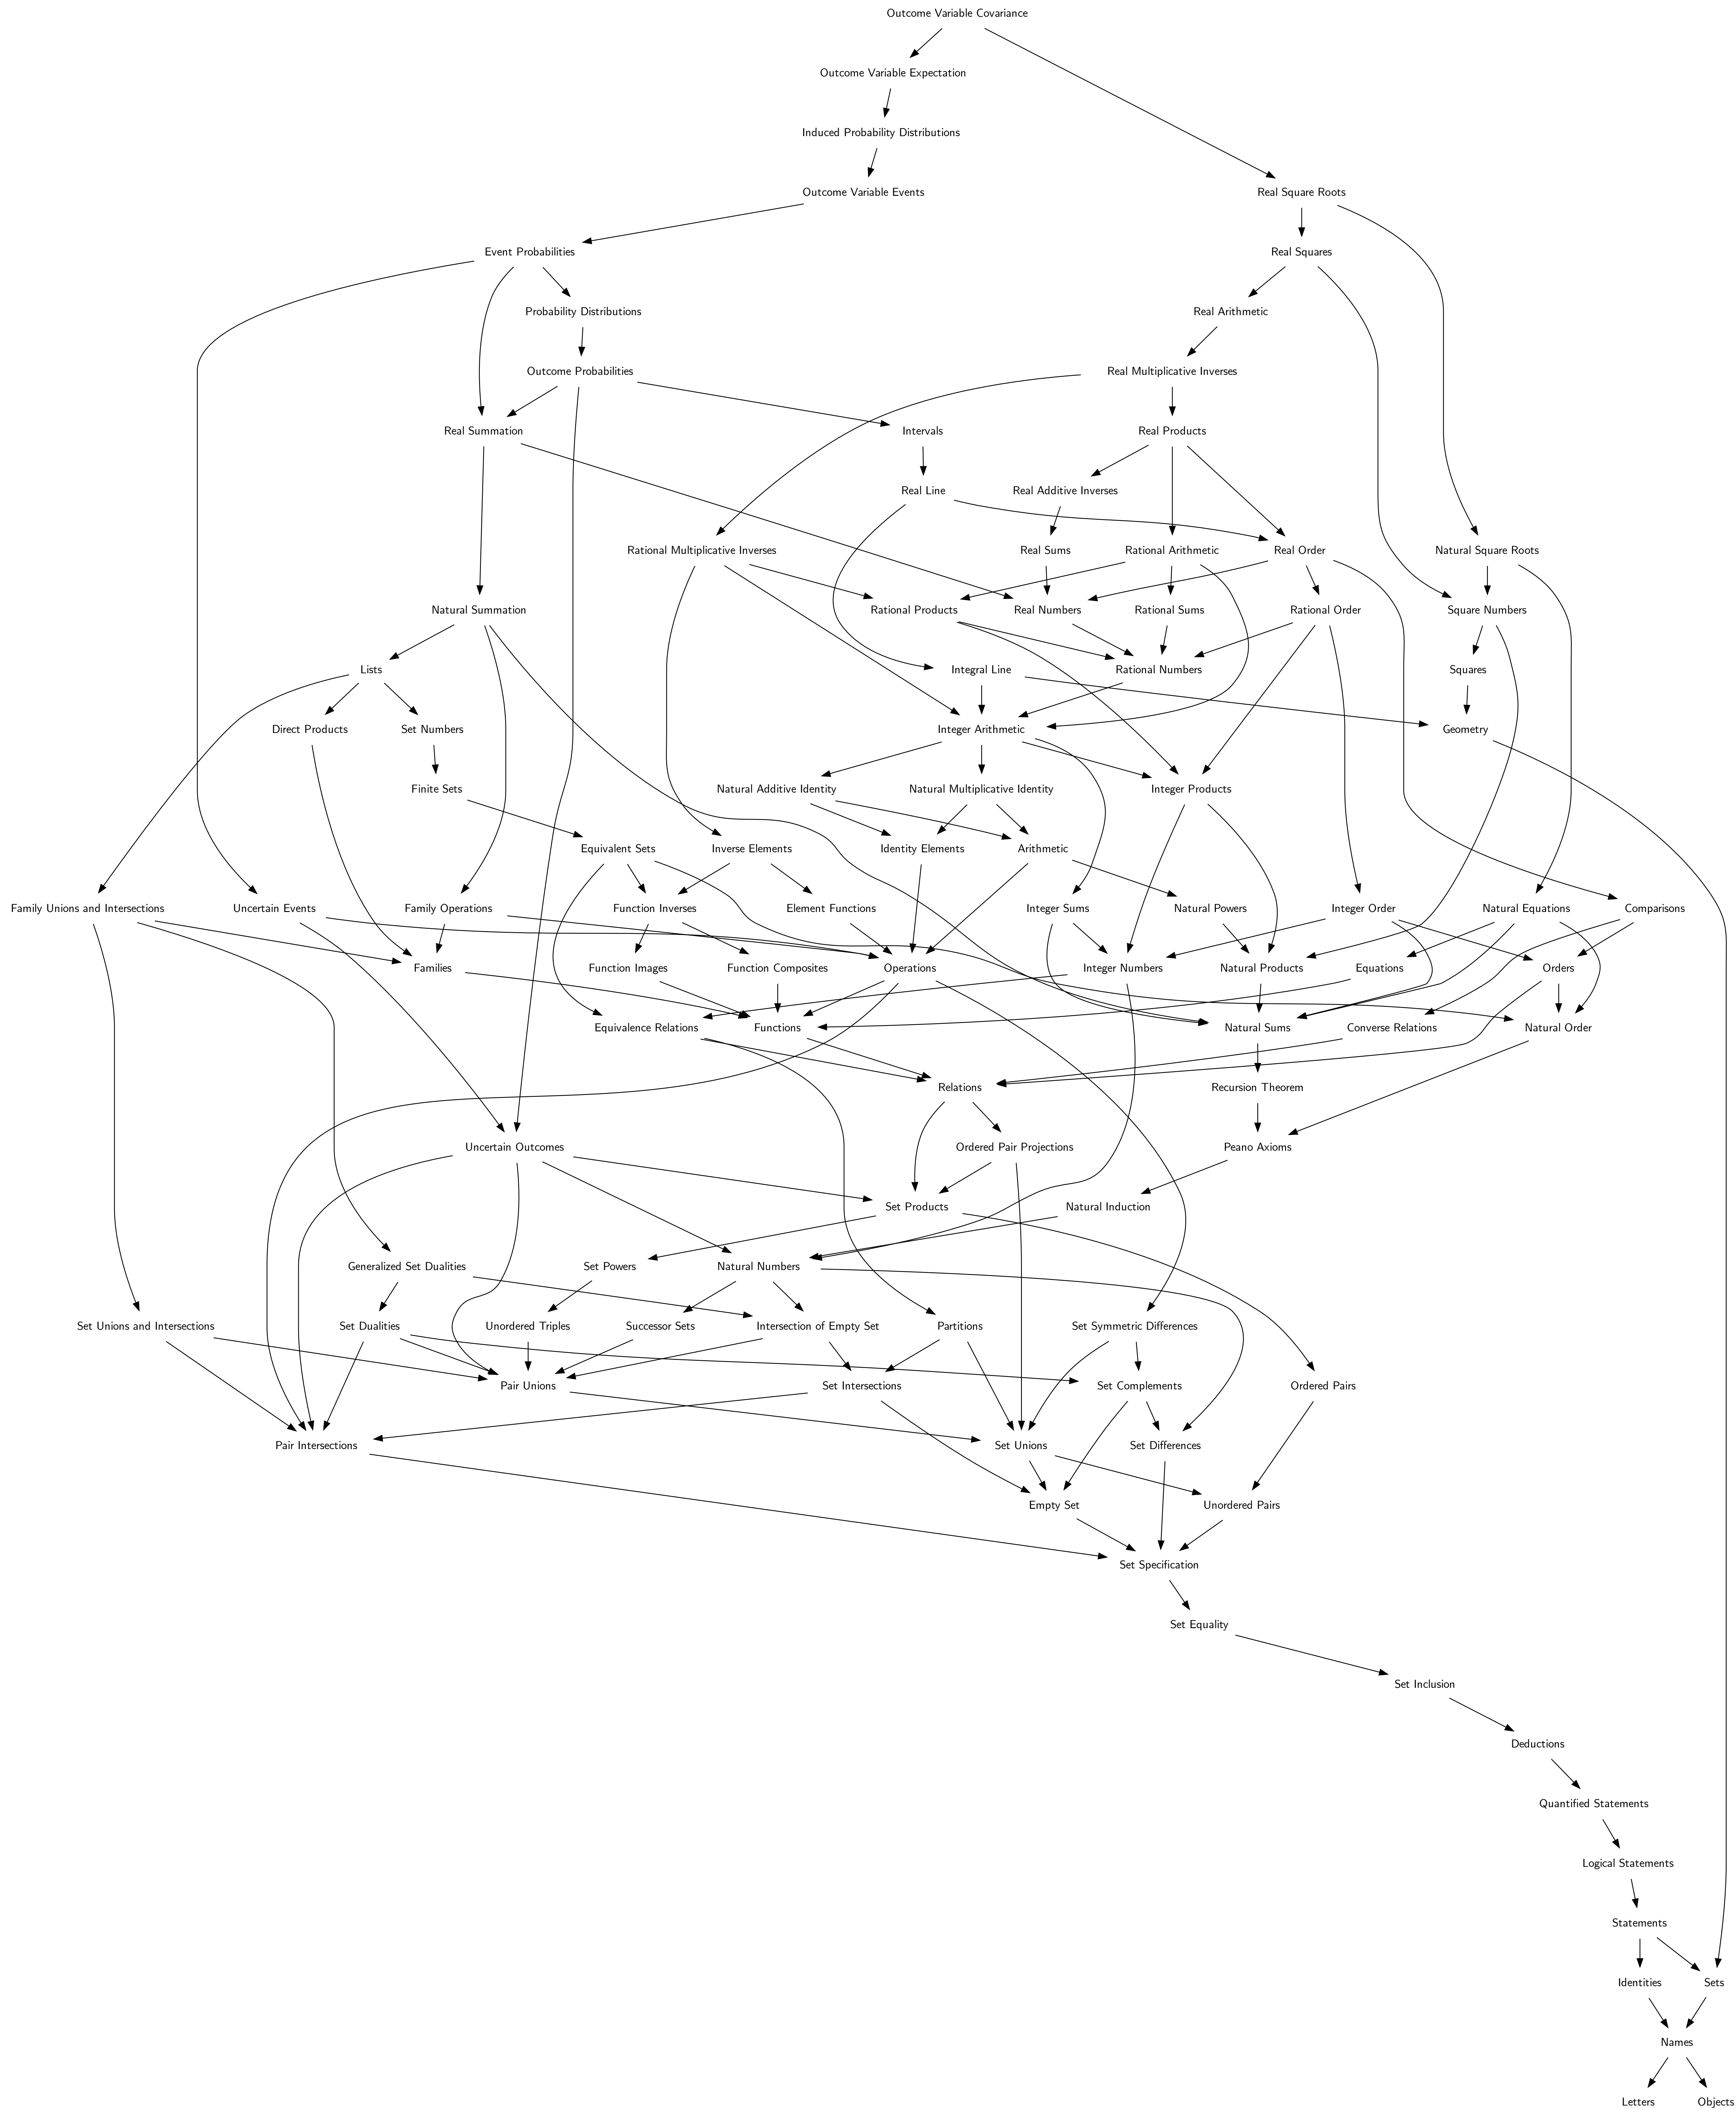 Outcome Variable Covariance
Outcome Variable Expectation
Induced Probability Distributions
Outcome Variable Events
Real Square Roots
Event Probabilities
Real Squares
Probability Distributions
Real Arithmetic
Outcome Probabilities
Real Multiplicative Inverses
Real Summation
Intervals
Real Products
Real Line
Real Additive Inverses
Rational Multiplicative Inverses
Real Sums
Rational Arithmetic
Real Order
Natural Square Roots
Natural Summation
Rational Products
Real Numbers
Rational Sums
Rational Order
Square Numbers
Lists
Integral Line
Rational Numbers
Squares
Direct Products
Set Numbers
Integer Arithmetic
Geometry
Finite Sets
Natural Additive Identity
Natural Multiplicative Identity
Integer Products
Equivalent Sets
Inverse Elements
Identity Elements
Arithmetic
Family Unions and Intersections
Uncertain Events
Family Operations
Function Inverses
Element Functions
Integer Sums
Natural Powers
Integer Order
Natural Equations
Comparisons
Families
Function Images
Function Composites
Operations
Integer Numbers
Natural Products
Equations
Orders
Equivalence Relations
Functions
Natural Sums
Converse Relations
Natural Order
Relations
Recursion Theorem
Uncertain Outcomes
Ordered Pair Projections
Peano Axioms
Set Products
Natural Induction
Generalized Set Dualities
Set Powers
Natural Numbers
Set Unions and Intersections
Set Dualities
Unordered Triples
Successor Sets
Intersection of Empty Set
Partitions
Set Symmetric Differences
Pair Unions
Set Intersections
Set Complements
Ordered Pairs
Pair Intersections
Set Unions
Set Differences
Empty Set
Unordered Pairs
Set Specification
Set Equality
Set Inclusion
Deductions
Quantified Statements
Logical Statements
Statements
Identities
Sets
Names
Letters
Objects